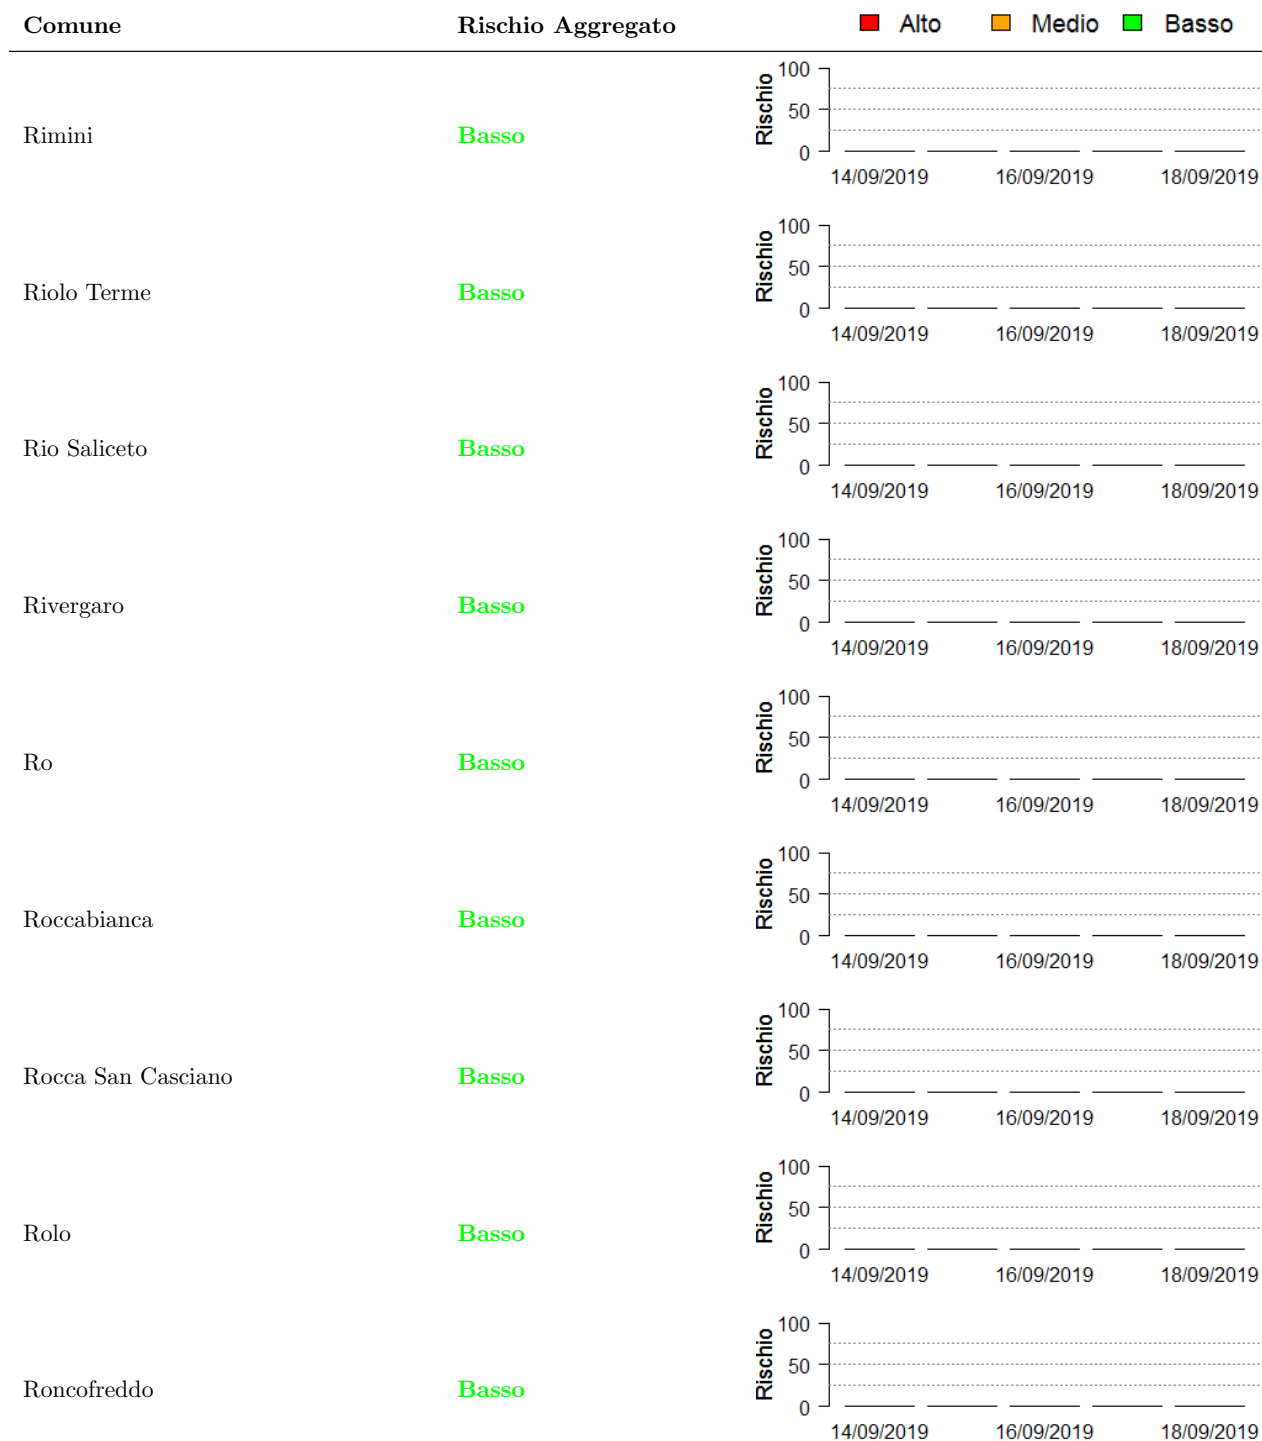 Comune Rischio Aggregato Alto Medio Basso
Rimini Basso
Rischio
100
50
0
14/09/2019 16/09/2019 18/09/2019
Riolo Terme Basso
Rischio
100
50
0
14/09/2019 16/09/2019 18/09/2019
Rio Saliceto Basso
Rischio
100
50
0
14/09/2019 16/09/2019 18/09/2019
Rivergaro Basso
Rischio
100
50
0
14/09/2019 16/09/2019 18/09/2019
Ro Basso
Rischio
100
50
0
14/09/2019 16/09/2019 18/09/2019
Roccabianca Basso
Rischio
100
50
0
14/09/2019 16/09/2019 18/09/2019
Rocca San Casciano Basso
Rischio
100
50
0
14/09/2019 16/09/2019 18/09/2019
Rolo Basso
Rischio
100
50
0
14/09/2019 16/09/2019 18/09/2019
Roncofreddo Basso
Rischio
100
50
0
14/09/2019 16/09/2019 18/09/2019